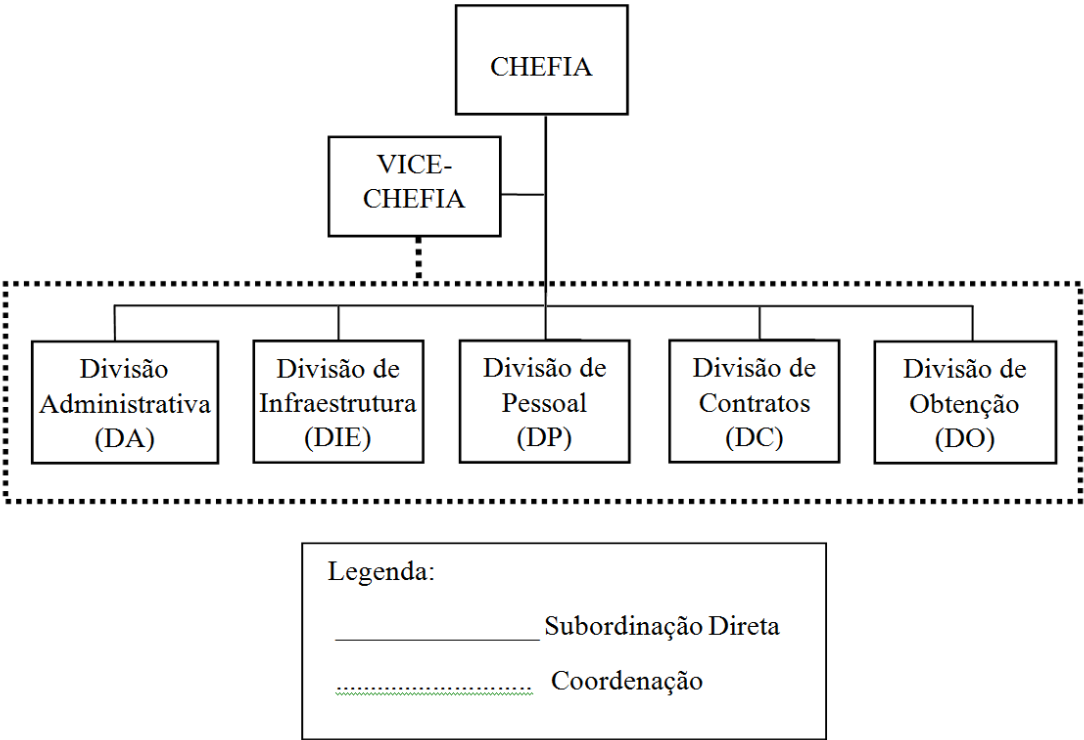 CHEFIA
VICE-
CHEFIA
Divisão
Administrativa
(DA)
Divisão de
Infraestrutura
(DIE)
Divisão de
Pessoal
(DP)
Divisão de
Contratos
(DC)
Divisão de
Obtenção
(DO)
Legenda:
Subordinação Direta
Coordenação